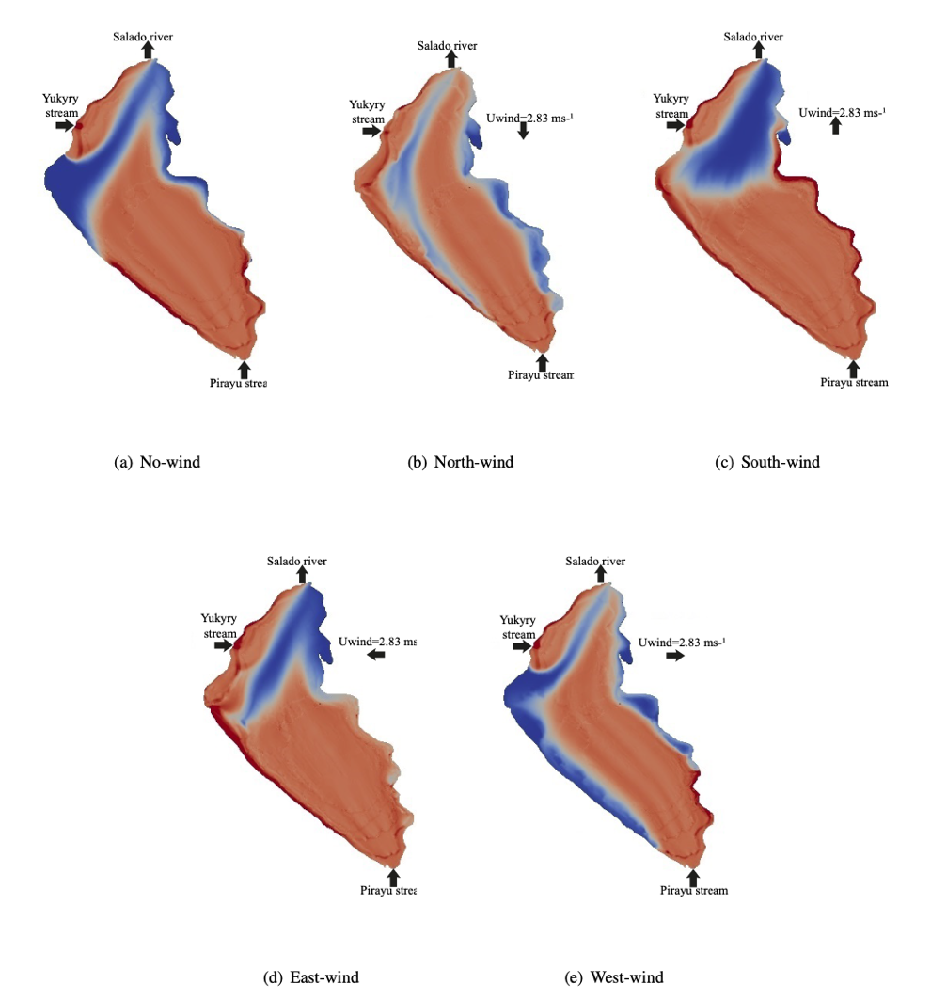 Salado river
Yukyry
stream
Pirayu strea
(a) No-wind
Salado river
Yukyry
stream
Uwind=2.83 ms-¹
Pirayu stream
(b) North-wind
Salado river
Yukyry
stream
Uwind=2.83 ms-¹
Pirayu stream
(c) South-wind
Salado river
Yukyry
stream
Uwind=2.83 ms
Pirayu strea
(d) East-wind
Salado river
Yukyry
stream
Uwind=2.83 ms-¹
Pirayu stream
(e) West-wind